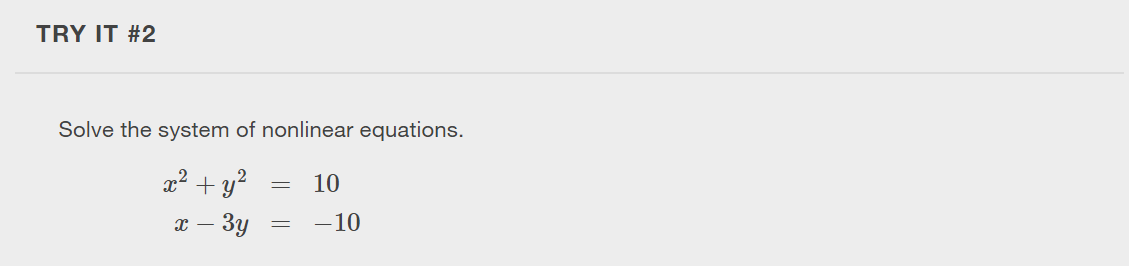 TRY IT #2
Solve the system of nonlinear equations.
x² + y² = 10
x − 3y = −10